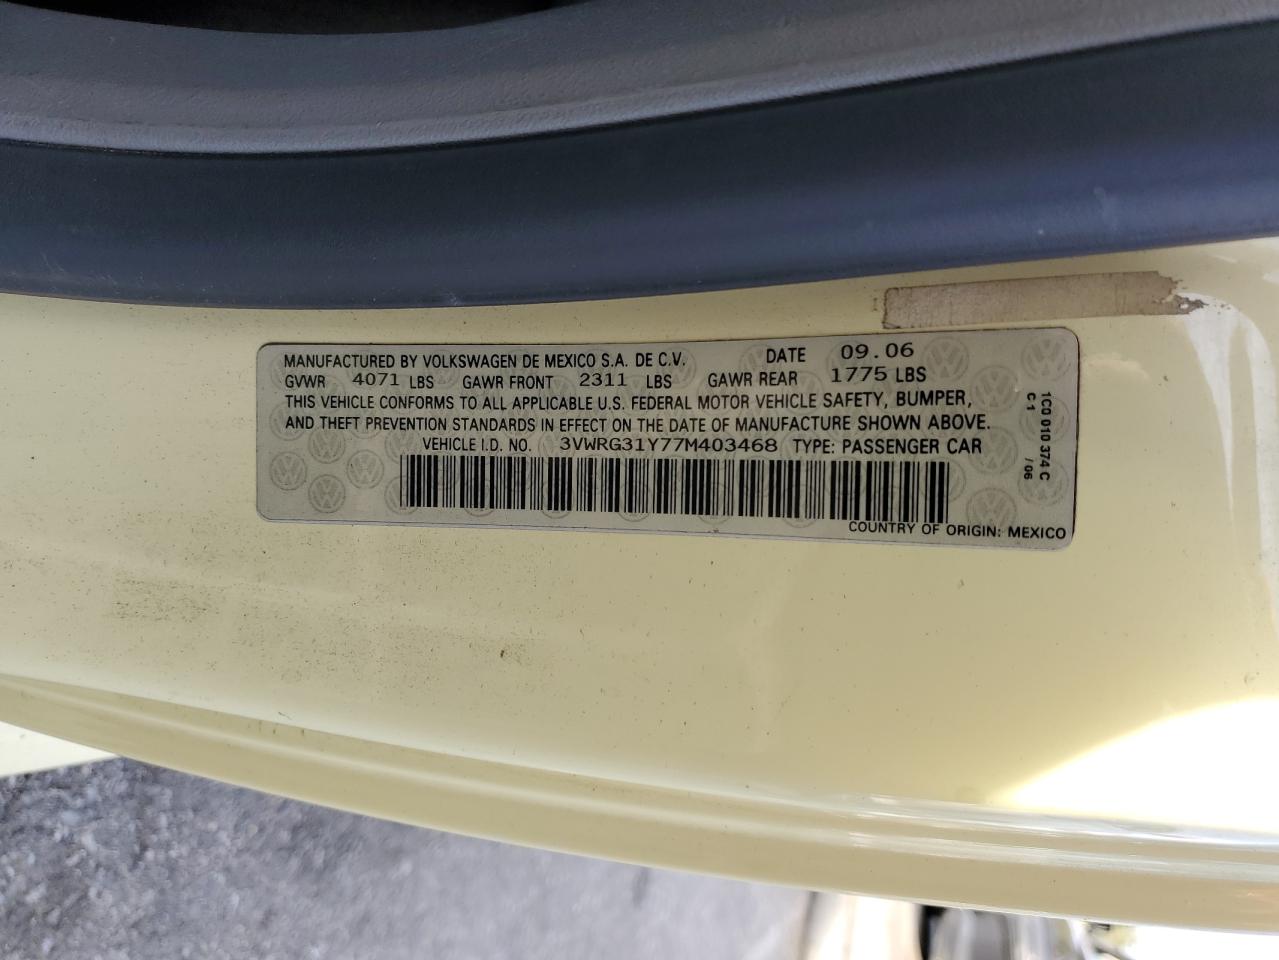 MANUFACTURED BY VOLKSWAGEN DE MEXICO S.A. DE C.V. DATE 09.06
GVWR 4071 LBS GAWR FRONT 2311 LBS GAWR REAR 1775 LBS
THIS VEHICLE CONFORMS TO ALL APPLICABLE U.S. FEDERAL MOTOR VEHICLE SAFETY, BUMPER,
AND THEFT PREVENTION STANDARDS IN EFFECT ON THE DATE OF MANUFACTURE SHOWN ABOVE.
VEHICLE I.D. NO. 3VWRG31Y77M403468 TYPE: PASSENGER CAR
COUNTRY OF ORIGIN: MEXICO
1C0 010 374 C
C1 /06